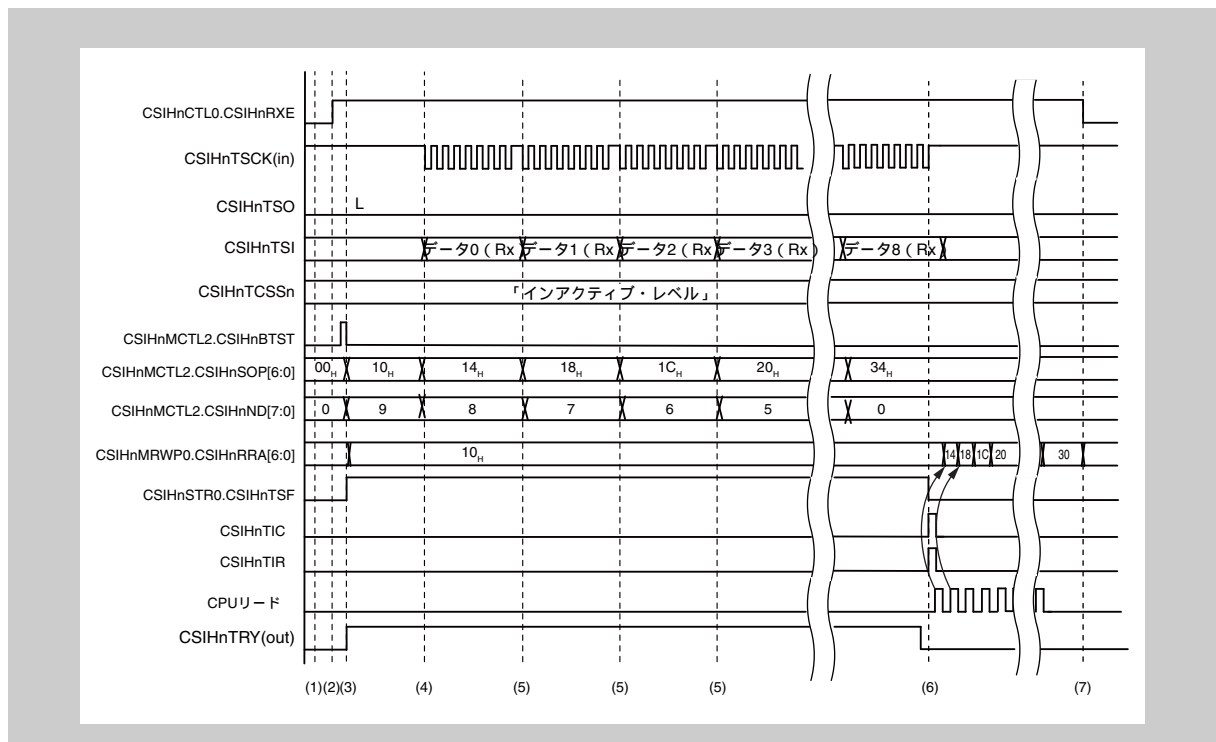 CSIHnCTL0.CSIHnRXE
CSIHnTSCK(in)
CSIHnTSO
L
CSIHnTSI
データ0（Rx
データ1（Rx
データ2（Rx
データ3（Rx）
データ8（Rx
CSIHnTCSSn
「インアクティブ・レベル」
CSIHnMCTL2.CSIHnBTST
CSIHnMCTL2.CSIHnSOP[6:0]
00H 10H 14H 18H 1CH 20H 34H
CSIHnMCTL2.CSIHnND[7:0]
0 9 8 7 6 5 0
CSIHnMRWP0.CSIHnRRA[6:0]
10H 14 18 1C 20 30
CSIHnSTR0.CSIHnTSF
CSIHnTIC
CSIHnTIR
CPUリード
CSIHnTRY(out)
(1)(2)(3) (4) (5) (5) (5) (6) (7)